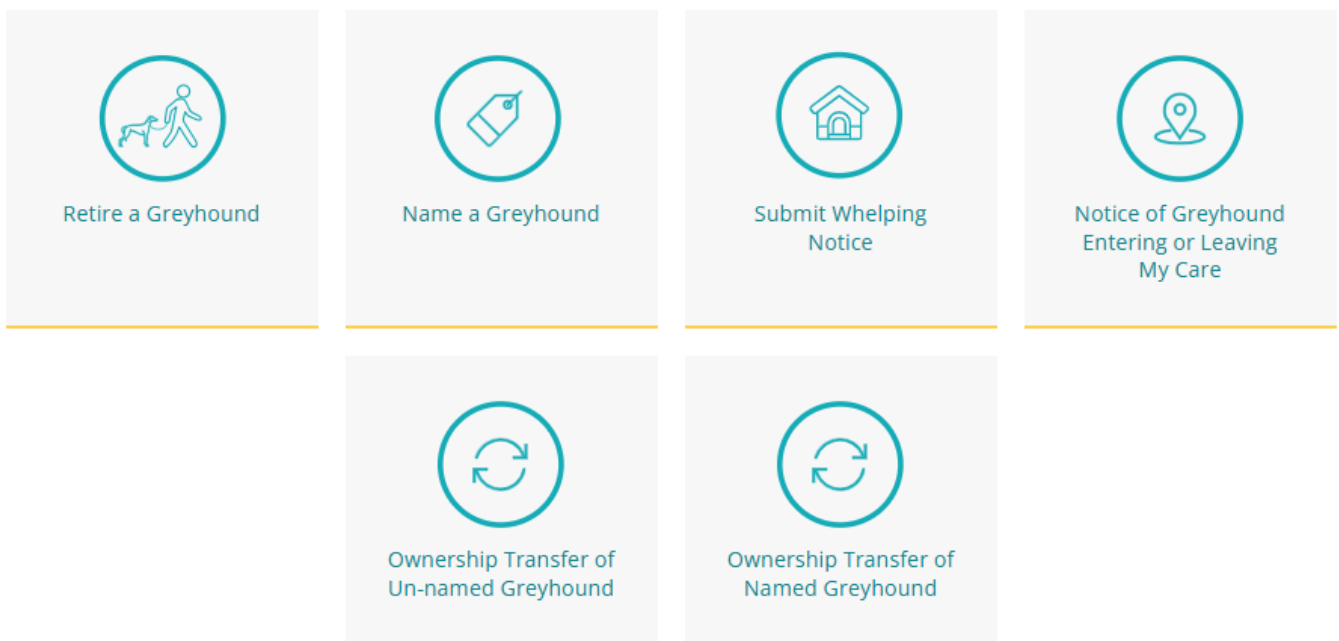 Retire a Greyhound
Name a Greyhound
Submit Whelping
Notice
Notice of Greyhound
Entering or Leaving
My Care
Ownership Transfer of
Un-named Greyhound
Ownership Transfer of
Named Greyhound